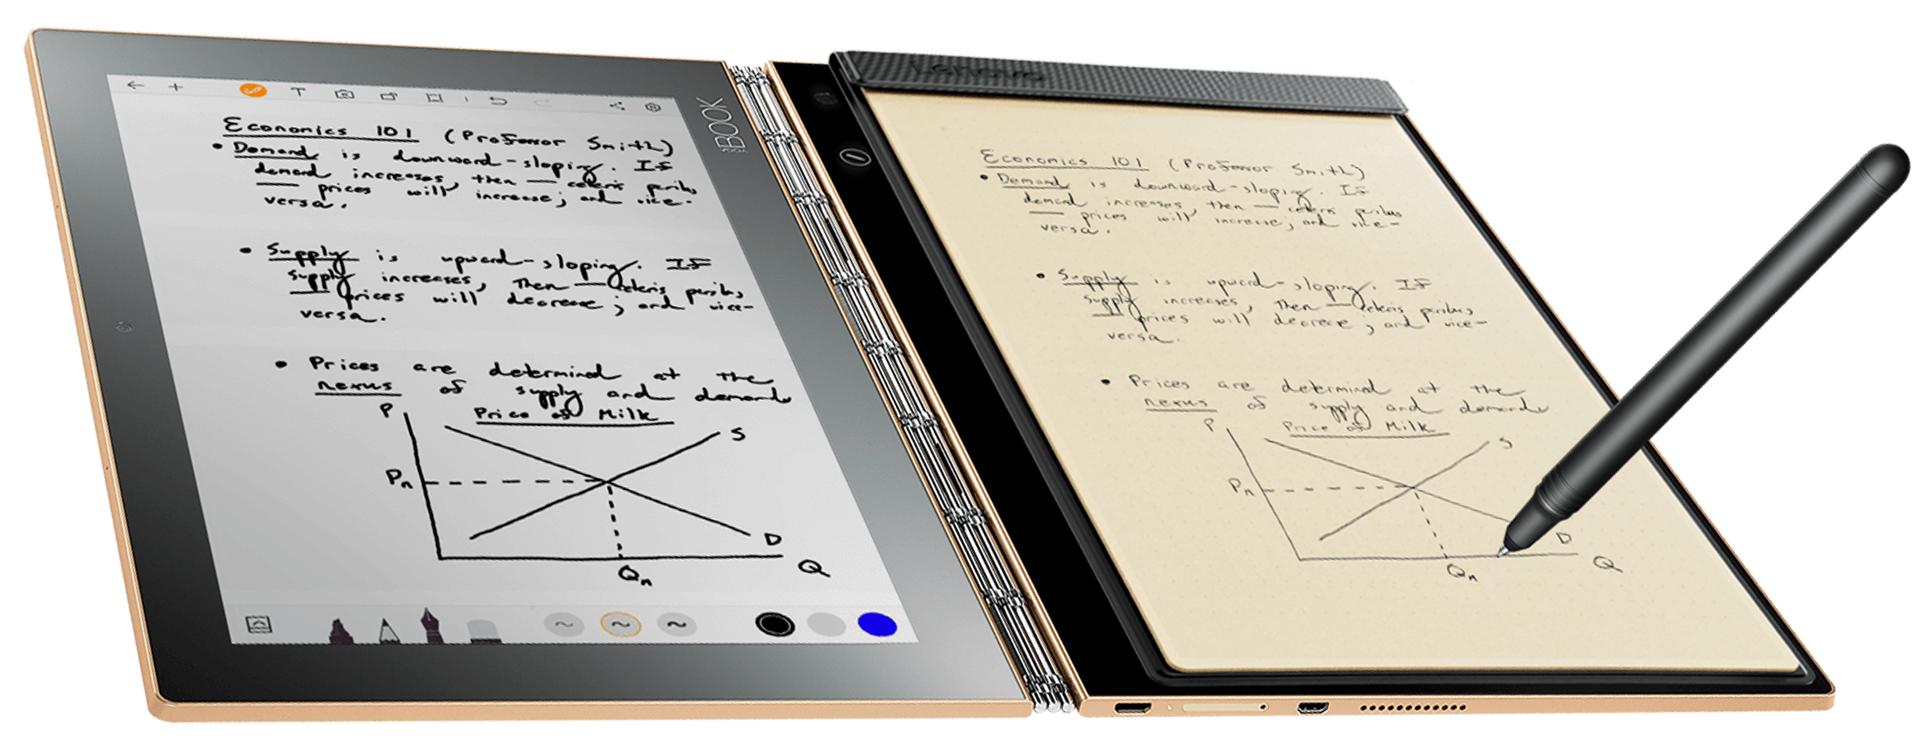 Economics 101 (Professor Smith)
• Demand is downward-sloping. If
demand increases, then — ceteris paribus
— prices will increase; and vice-
versa.
• Supply is upward-sloping. If
supply increases, then — ceteris paribus,
— prices will decrease; and vice-
versa.
• Prices are determined at the
nexus of supply and demand
Price of Milk
P
S
Pn
D
Qn
Q
BOOK
Lenovo
Economics 101 (Professor Smith)
• Demand is downward-sloping. If
demand increases, then — ceteris paribus
— prices will increase; and vice-
versa.
• Supply is upward-sloping. If
supply increases, then — ceteris paribus,
— prices will decrease; and vice-
versa.
• Prices are determined at the
nexus of supply and demand
Price of Milk
P
S
Pn
D
Qn
Q